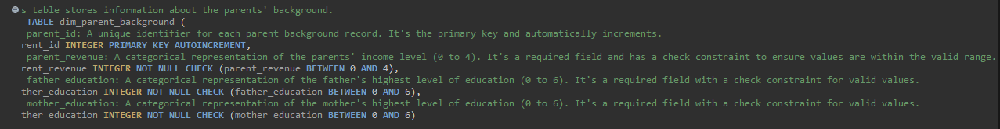 s table stores information about the parents' background.
TABLE dim_parent_background (
parent_id: A unique identifier for each parent background record. It's the primary key and automatically increments.
rent_id INTEGER PRIMARY KEY AUTOINCREMENT,
parent_revenue: A categorical representation of the parents' income level (0 to 4). It's a required field and has a check constraint to ensure values are within the valid range.
rent_revenue INTEGER NOT NULL CHECK (parent_revenue BETWEEN 0 AND 4),
father_education: A categorical representation of the father's highest level of education (0 to 6). It's a required field with a check constraint for valid values.
ther_education INTEGER NOT NULL CHECK (father_education BETWEEN 0 AND 6),
mother_education: A categorical representation of the mother's highest level of education (0 to 6). It's a required field with a check constraint for valid values.
ther_education INTEGER NOT NULL CHECK (mother_education BETWEEN 0 AND 6)